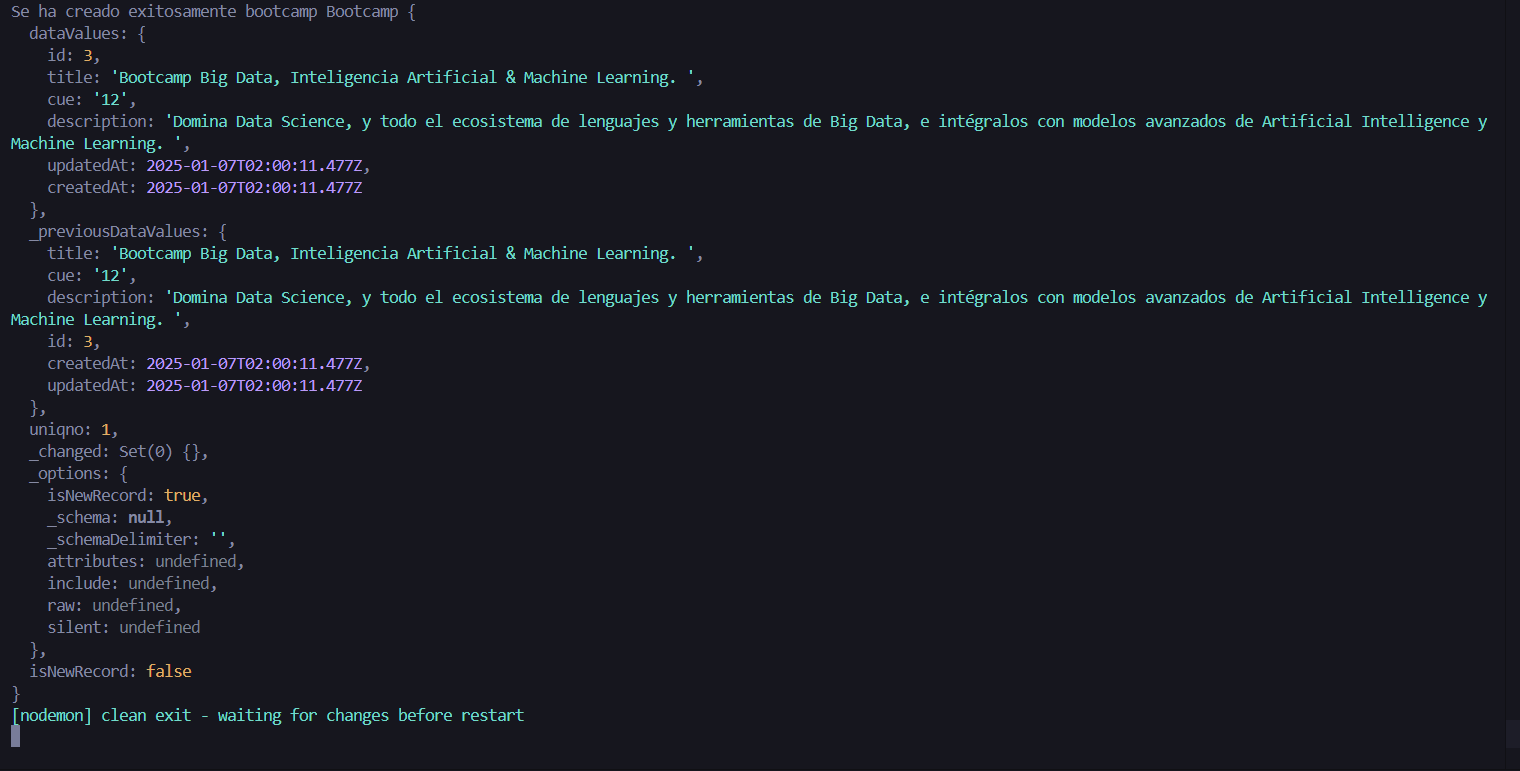 Se ha creado exitosamente bootcamp Bootcamp {
  dataValues: {
    id: 3,
    title: 'Bootcamp Big Data, Inteligencia Artificial & Machine Learning. ',
    cue: '12',
    description: 'Domina Data Science, y todo el ecosistema de lenguajes y herramientas de Big Data, e intégralos con modelos avanzados de Artificial Intelligence y
Machine Learning. ',
    updatedAt: 2025-01-07T02:00:11.477Z,
    createdAt: 2025-01-07T02:00:11.477Z
  },
  _previousDataValues: {
    title: 'Bootcamp Big Data, Inteligencia Artificial & Machine Learning. ',
    cue: '12',
    description: 'Domina Data Science, y todo el ecosistema de lenguajes y herramientas de Big Data, e intégralos con modelos avanzados de Artificial Intelligence y
Machine Learning. ',
    id: 3,
    createdAt: 2025-01-07T02:00:11.477Z,
    updatedAt: 2025-01-07T02:00:11.477Z
  },
  uniqno: 1,
  _changed: Set(0) {},
  _options: {
    isNewRecord: true,
    _schema: null,
    _schemaDelimiter: '',
    attributes: undefined,
    include: undefined,
    raw: undefined,
    silent: undefined
  },
  isNewRecord: false
}
[nodemon] clean exit - waiting for changes before restart